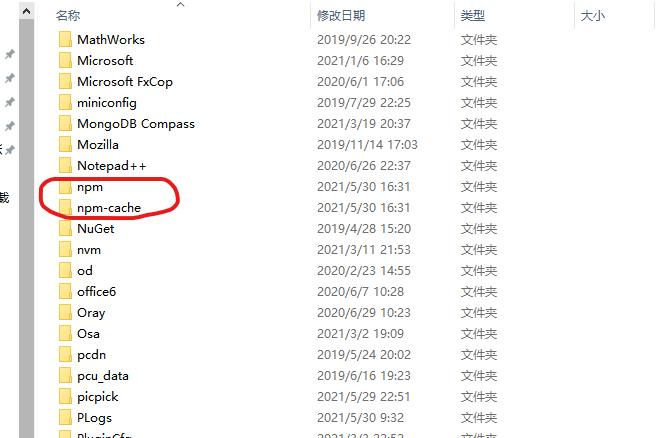 名称 修改日期 类型 大小
MathWorks 2019/9/26 20:22 文件夹
Microsoft 2021/1/6 16:29 文件夹
Microsoft FxCop 2020/6/1 17:06 文件夹
miniconfig 2019/7/29 22:25 文件夹
MongoDB Compass 2021/3/19 20:37 文件夹
Mozilla 2019/11/14 17:03 文件夹
Notepad++ 2020/6/26 22:37 文件夹
npm 2021/5/30 16:31 文件夹
载
npm-cache 2021/5/30 16:31 文件夹
NuGet 2019/4/28 15:20 文件夹
nvm 2021/3/11 21:53 文件夹
od 2020/2/23 14:55 文件夹
office6 2020/6/7 10:28 文件夹
Oray 2020/6/29 10:23 文件夹
Osa 2021/3/2 19:09 文件夹
pcdn 2019/5/24 20:02 文件夹
pcu_data 2019/6/16 19:23 文件夹
picpick 2021/5/29 22:51 文件夹
PLogs 2021/5/30 9:32 文件夹